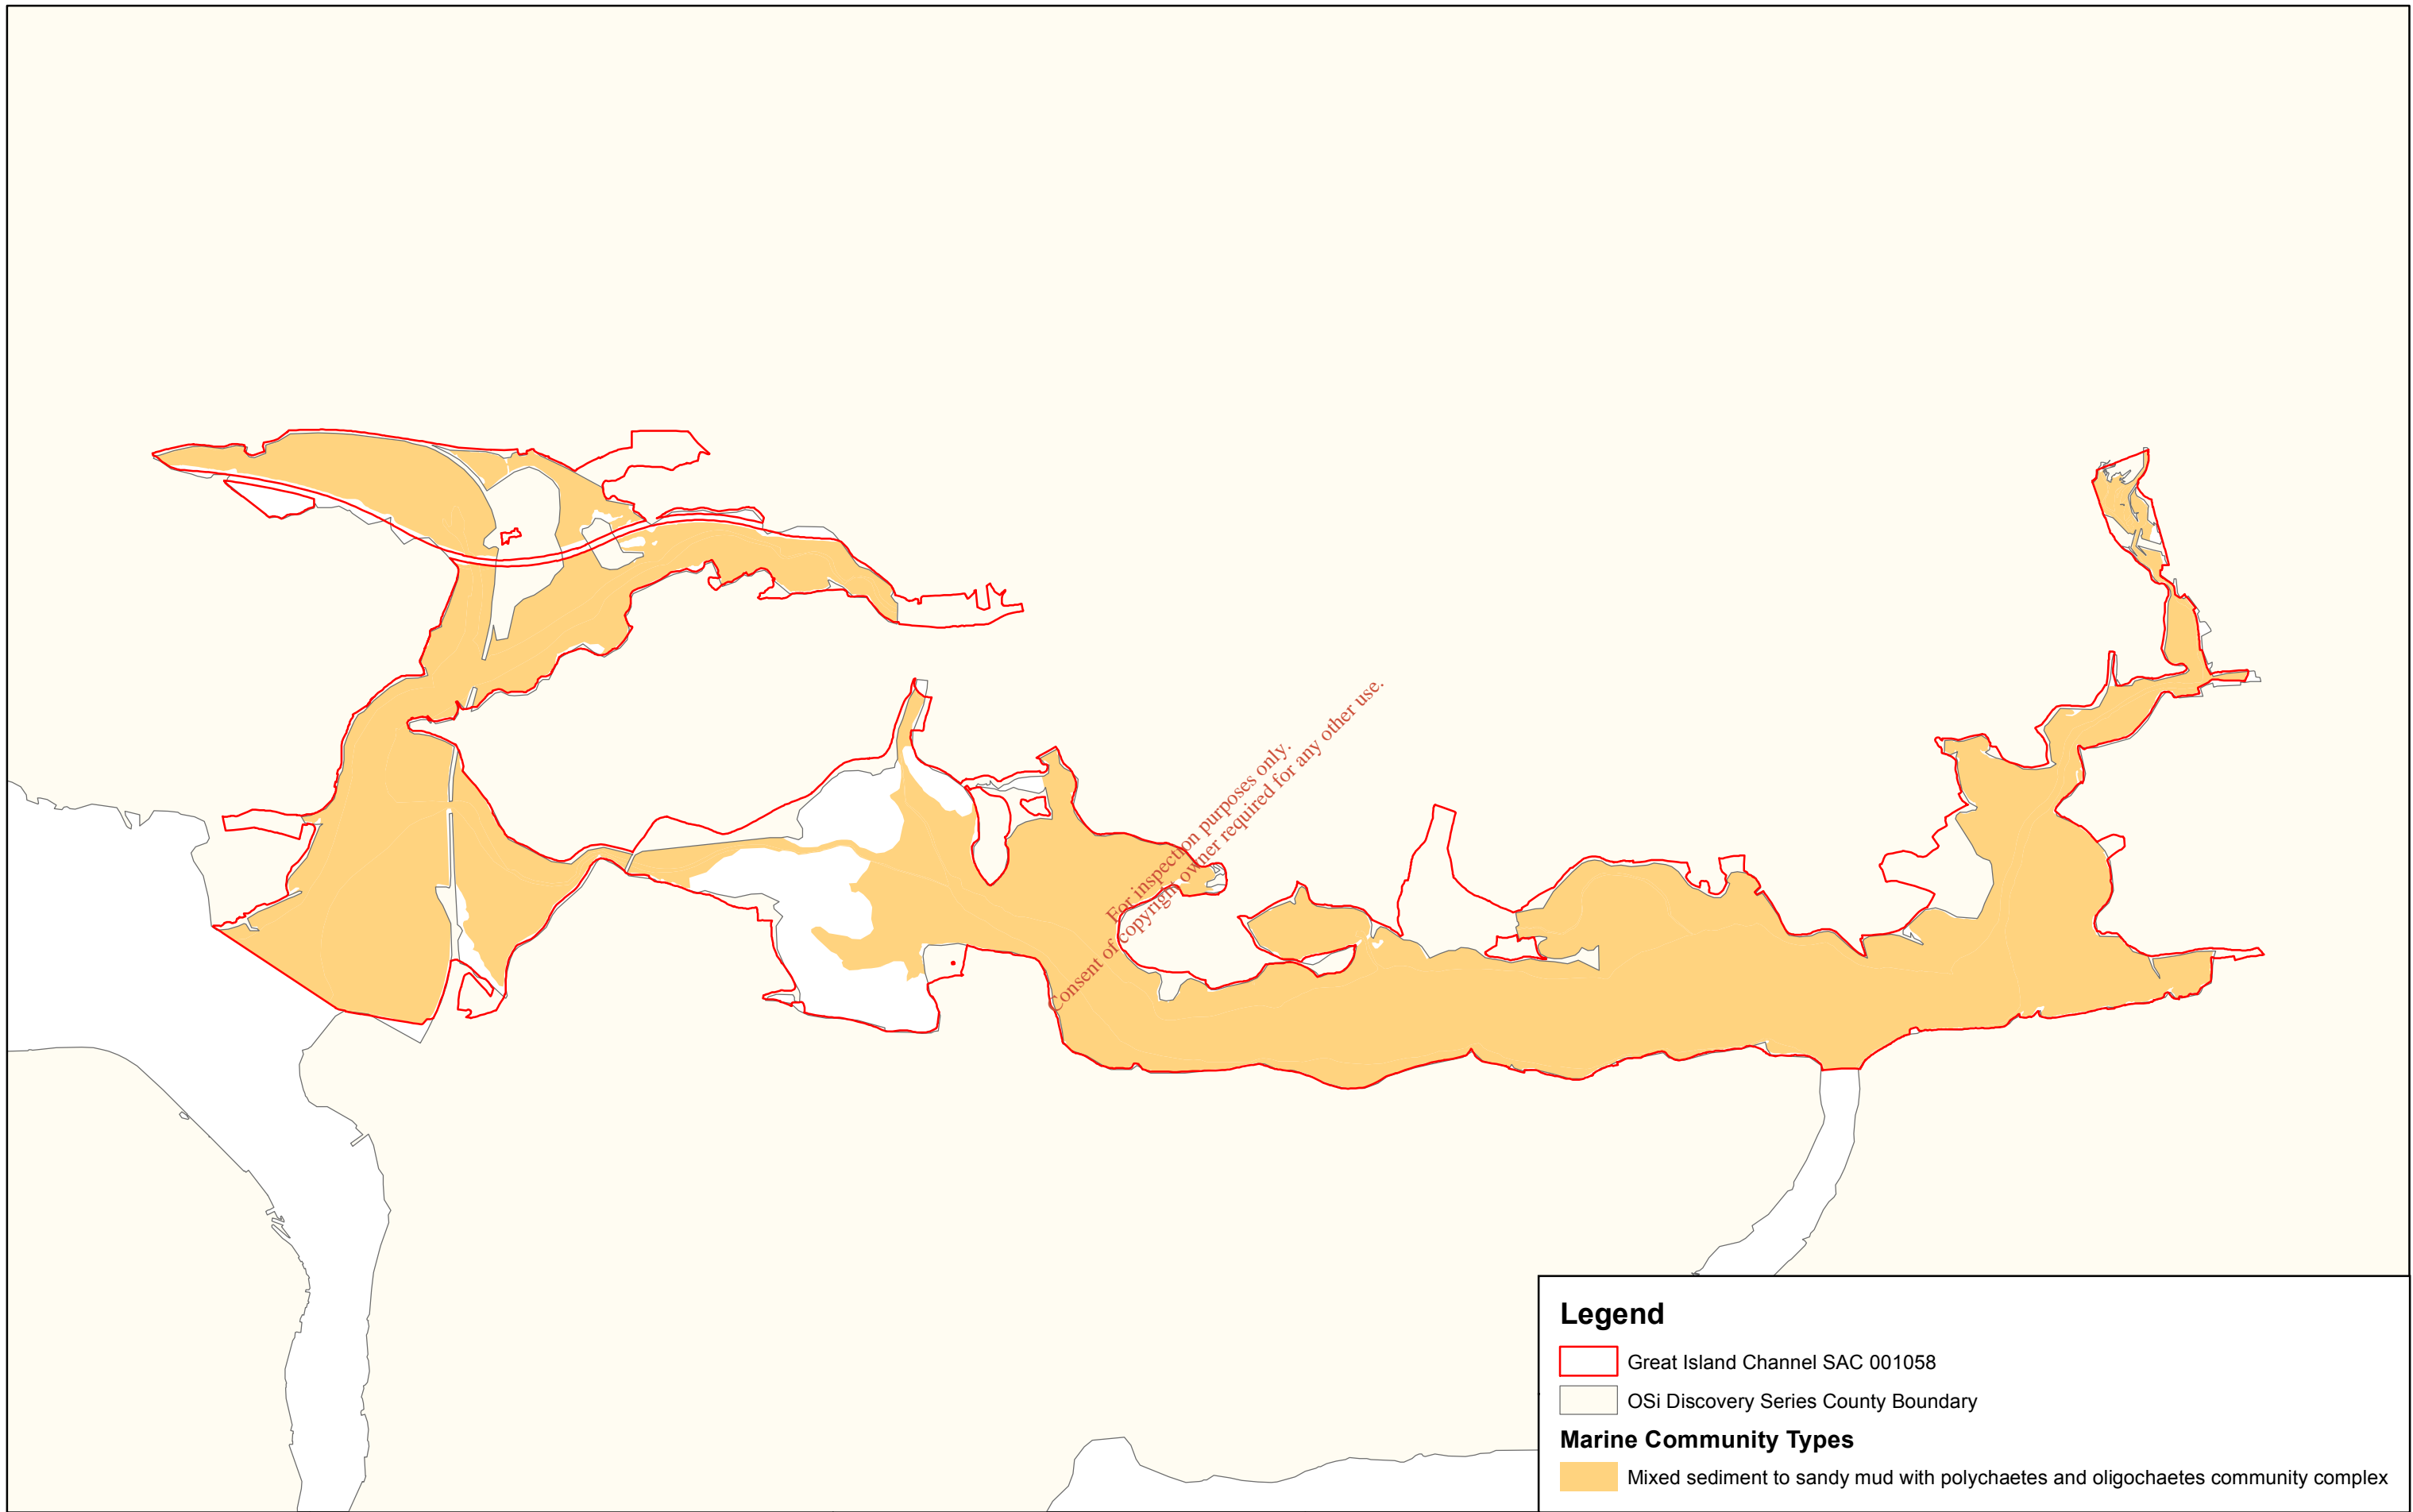 For inspection purposes only.
Consent of copyright owner required for any other use.
Legend
Great Island Channel SAC 001058
OSi Discovery Series County Boundary
Marine Community Types
Mixed sediment to sandy mud with polychaetes and oligochaetes community complex